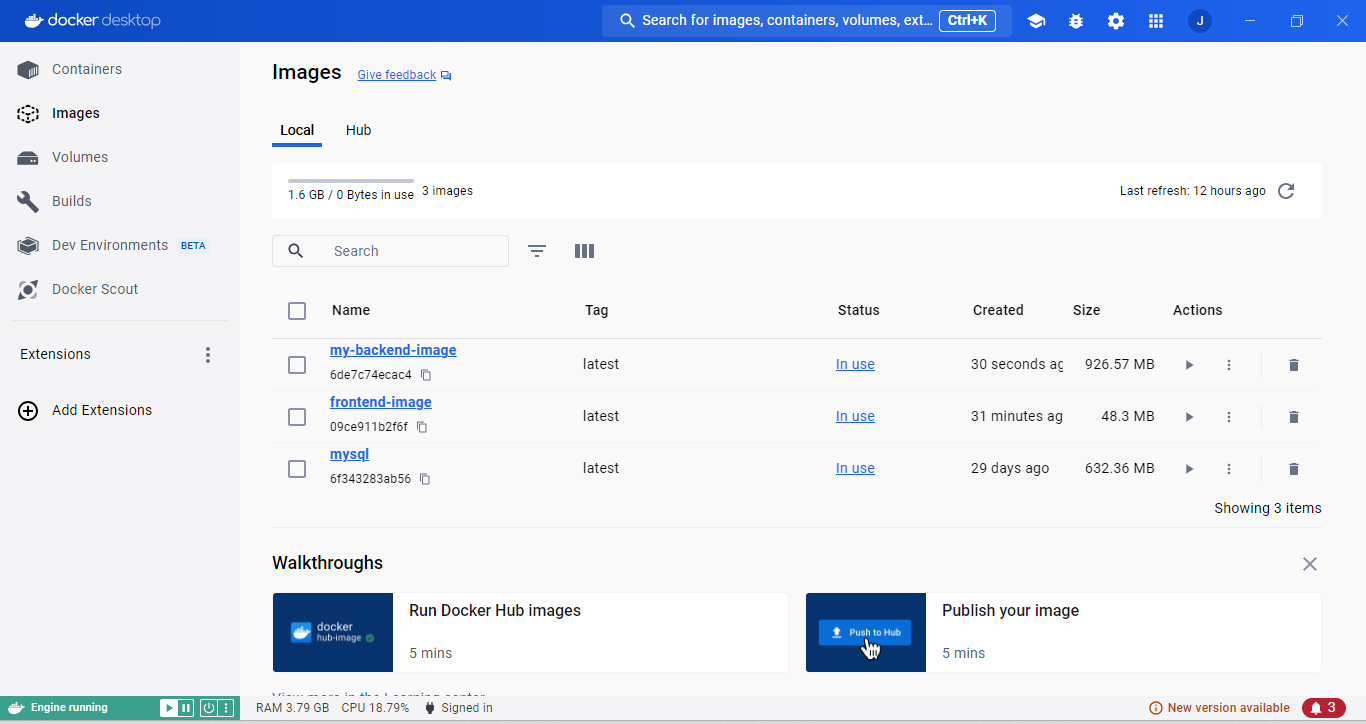 docker desktop
Search for images, containers, volumes, ext... Ctrl+K
J
Containers
Images
Volumes
Builds
Dev Environments BETA
Docker Scout
Extensions
Add Extensions
Images Give feedback
Local Hub
1.6 GB / 0 Bytes in use 3 images Last refresh: 12 hours ago
Search
Name Tag Status Created Size Actions
my-backend-image
latest In use 30 seconds ag 926.57 MB
6de7c74ecac4
frontend-image
latest In use 31 minutes ag 48.3 MB
09ce911b2f6f
mysql
latest In use 29 days ago 632.36 MB
6f343283ab56
Showing 3 items
Walkthroughs
docker
hub-image
Run Docker Hub images
5 mins
Push to Hub
Publish your image
5 mins
View more in the Learning center
Engine running RAM 3.79 GB CPU 18.79% Signed in New version available 3